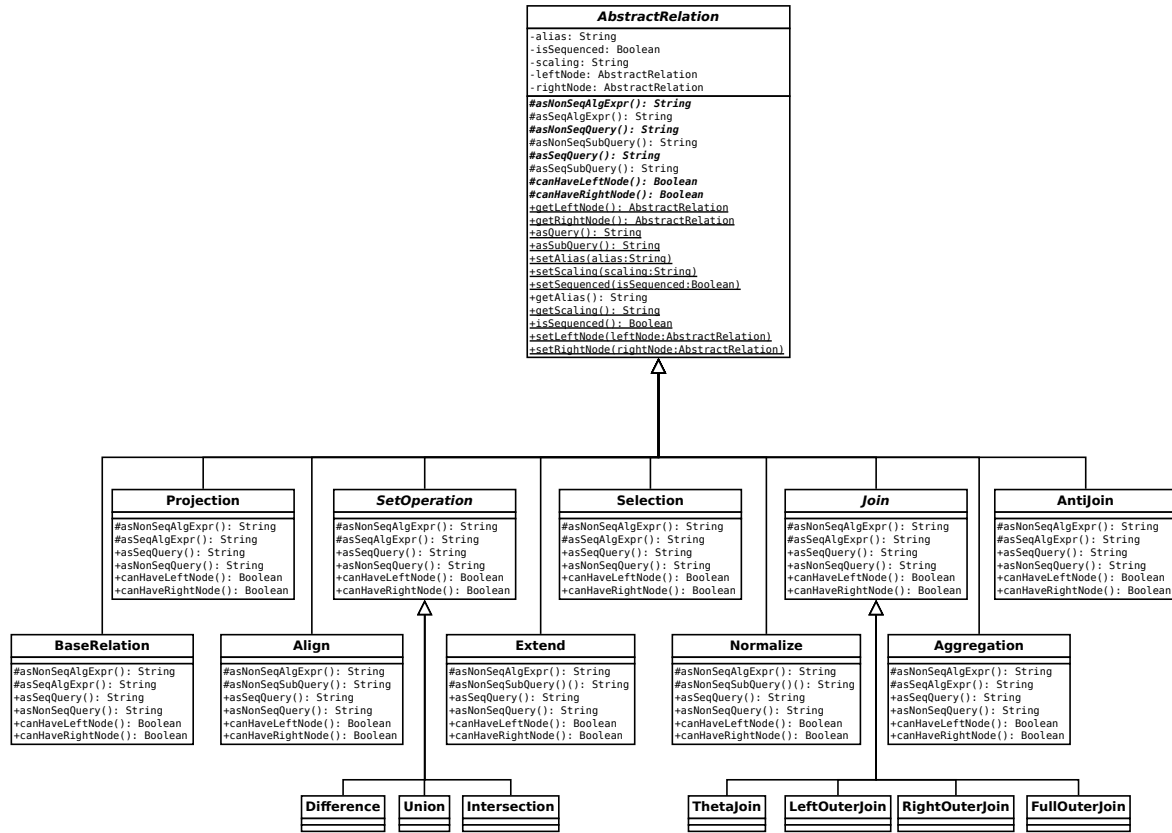 AbstractRelation
-alias: String
-isSequenced: Boolean
-scaling: String
-leftNode: AbstractRelation
-rightNode: AbstractRelation
#asNonSeqAlgExpr(): String
#asSeqAlgExpr(): String
#asNonSeqQuery(): String
#asNonSeqSubQuery(): String
#asSeqQuery(): String
#asSeqSubQuery(): String
#canHaveLeftNode(): Boolean
#canHaveRightNode(): Boolean
+getLeftNode(): AbstractRelation
+getRightNode(): AbstractRelation
+asQuery(): String
+asSubQuery(): String
+setAlias(alias:String)
+setScaling(scaling:String)
+setSequenced(isSequenced:Boolean)
+getAlias(): String
+getScaling(): String
+isSequenced(): Boolean
+setLeftNode(leftNode:AbstractRelation)
+setRightNode(rightNode:AbstractRelation)
Projection
#asNonSeqAlgExpr(): String
#asSeqAlgExpr(): String
+asSeqQuery(): String
+asNonSeqQuery(): String
+canHaveLeftNode(): Boolean
+canHaveRightNode(): Boolean
SetOperation
#asNonSeqAlgExpr(): String
#asSeqAlgExpr(): String
+asSeqQuery(): String
+asNonSeqQuery(): String
+canHaveLeftNode(): Boolean
+canHaveRightNode(): Boolean
Selection
#asNonSeqAlgExpr(): String
#asSeqAlgExpr(): String
+asSeqQuery(): String
+asNonSeqQuery(): String
+canHaveLeftNode(): Boolean
+canHaveRightNode(): Boolean
Join
#asNonSeqAlgExpr(): String
#asSeqAlgExpr(): String
+asSeqQuery(): String
+asNonSeqQuery(): String
+canHaveLeftNode(): Boolean
+canHaveRightNode(): Boolean
AntiJoin
#asNonSeqAlgExpr(): String
#asSeqAlgExpr(): String
+asSeqQuery(): String
+asNonSeqQuery(): String
+canHaveLeftNode(): Boolean
+canHaveRightNode(): Boolean
BaseRelation
#asNonSeqAlgExpr(): String
#asSeqAlgExpr(): String
+asSeqQuery(): String
+asNonSeqQuery(): String
+canHaveLeftNode(): Boolean
+canHaveRightNode(): Boolean
Align
#asNonSeqAlgExpr(): String
#asNonSeqSubQuery(): String
+asSeqQuery(): String
+asNonSeqQuery(): String
+canHaveLeftNode(): Boolean
+canHaveRightNode(): Boolean
Extend
#asNonSeqAlgExpr(): String
#asNonSeqSubQuery()(): String
+asSeqQuery(): String
+asNonSeqQuery(): String
+canHaveLeftNode(): Boolean
+canHaveRightNode(): Boolean
Normalize
#asNonSeqAlgExpr(): String
#asNonSeqSubQuery()(): String
+asSeqQuery(): String
+asNonSeqQuery(): String
+canHaveLeftNode(): Boolean
+canHaveRightNode(): Boolean
Aggregation
#asNonSeqAlgExpr(): String
#asSeqAlgExpr(): String
+asSeqQuery(): String
+asNonSeqQuery(): String
+canHaveLeftNode(): Boolean
+canHaveRightNode(): Boolean
Difference
Union
Intersection
ThetaJoin
LeftOuterJoin
RightOuterJoin
FullOuterJoin